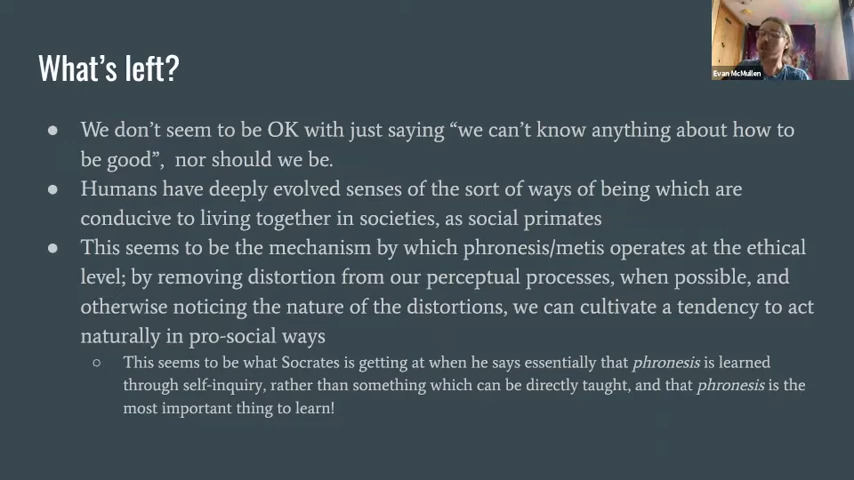 What's left?
Evan McMullen
● We don't seem to be OK with just saying “we can't know anything about how to
be good”, nor should we be.
● Humans have deeply evolved senses of the sort of ways of being which are
conducive to living together in societies, as social primates
● This seems to be the mechanism by which phronesis/metis operates at the ethical
level; by removing distortion from our perceptual processes, when possible, and
otherwise noticing the nature of the distortions, we can cultivate a tendency to act
naturally in pro-social ways
○ This seems to be what Socrates is getting at when he says essentially that phronesis is learned
through self-inquiry, rather than something which can be directly taught, and that phronesis is the
most important thing to learn!